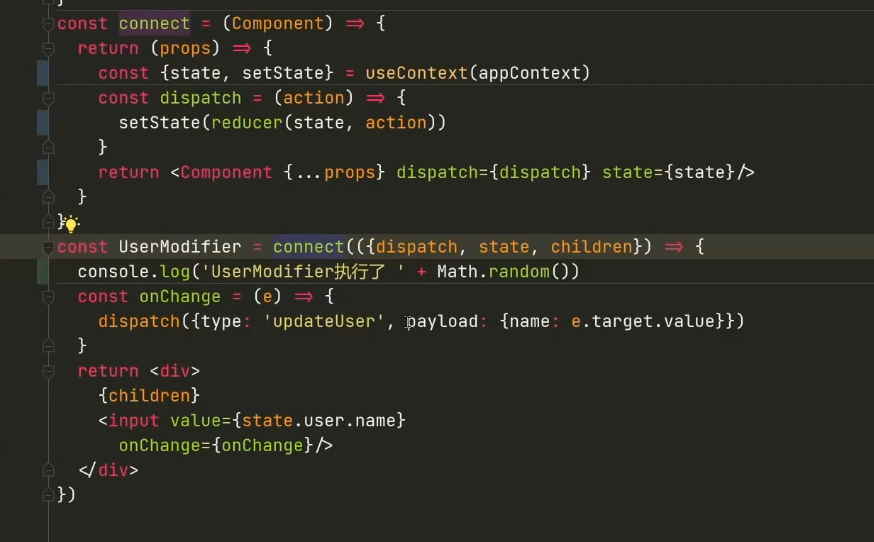 }
const connect = (Component) => {
return (props) => {
const {state, setState} = useContext(appContext)
const dispatch = (action) => {
setState(reducer(state, action))
}
return <Component {...props} dispatch={dispatch} state={state}/>
}
}
const UserModifier = connect(({dispatch, state, children}) => {
console.log('UserModifier执行了 ' + Math.random())
const onChange = (e) => {
dispatch({type: 'updateUser', payload: {name: e.target.value}})
}
return <div>
{children}
<input value={state.user.name}
onChange={onChange}/>
</div>
})